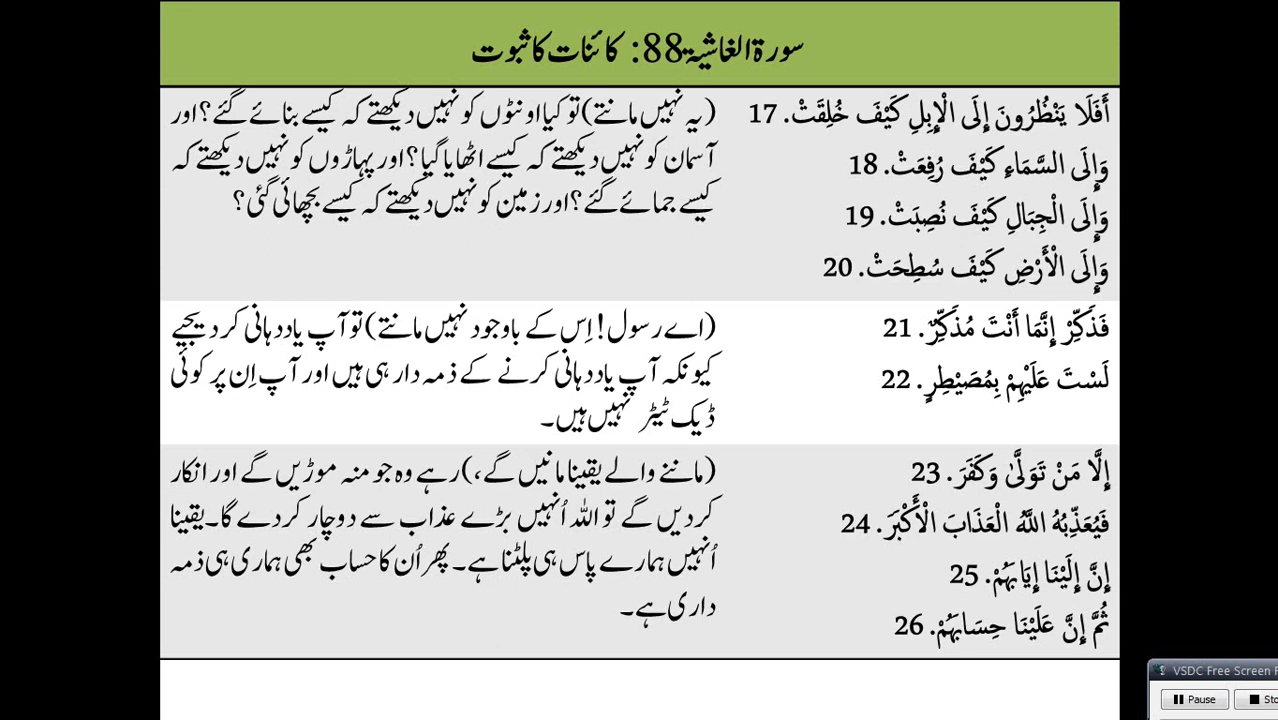 سورۃ الغاشیۃ88: کائنات کا ثبوت
أَفَلَا يَنْظُرُونَ إِلَى الْإِبِلِ كَيْفَ خُلِقَتْ. 17
وَإِلَى السَّمَاءِ كَيْفَ رُفِعَتْ. 18
وَإِلَى الْجِبَالِ كَيْفَ نُصِبَتْ. 19
وَإِلَى الْأَرْضِ كَيْفَ سُطِحَتْ. 20
(یہ نہیں مانتے) تو کیا اونٹوں کو نہیں دیکھتے کہ کیسے بنائے گئے؟ اور
آسمان کو نہیں دیکھتے کہ کیسے اٹھایا گیا؟ اور پہاڑوں کو نہیں دیکھتے کہ
کیسے جمائے گئے؟ اور زمین کو نہیں دیکھتے کہ کیسے بچھائی گئی؟
فَذَكِّرْ إِنَّمَا أَنْتَ مُذَكِّرٌ. 21
لَسْتَ عَلَيْهِمْ بِمُصَيْطِرٍ. 22
(اے رسول! اِس کے باوجود نہیں مانتے) تو آپ یاددہانی کر دیجیے
کیونکہ آپ یاددہانی کرنے کے ذمہ دار ہی ہیں اور آپ اِن پر کوئی
ڈیک ٹیٹر نہیں ہیں۔
إِلَّا مَنْ تَوَلَّىٰ وَكَفَرَ. 23
فَيُعَذِّبُهُ اللَّهُ الْعَذَابَ الْأَكْبَرَ. 24
إِنَّ إِلَيْنَا إِيَابَهُمْ. 25
ثُمَّ إِنَّ عَلَيْنَا حِسَابَهُمْ. 26
(ماننے والے یقینا مانیں گے،) رہے وہ جو منہ موڑیں گے اور انکار
کردیں گے تو اللہ اُنہیں بڑے عذاب سے دوچار کردے گا۔ یقینا
اُنہیں ہمارے پاس ہی پلٹنا ہے۔ پھر اُن کا حساب بھی ہماری ہی ذمہ
داری ہے۔
VSDC Free Screen
Pause